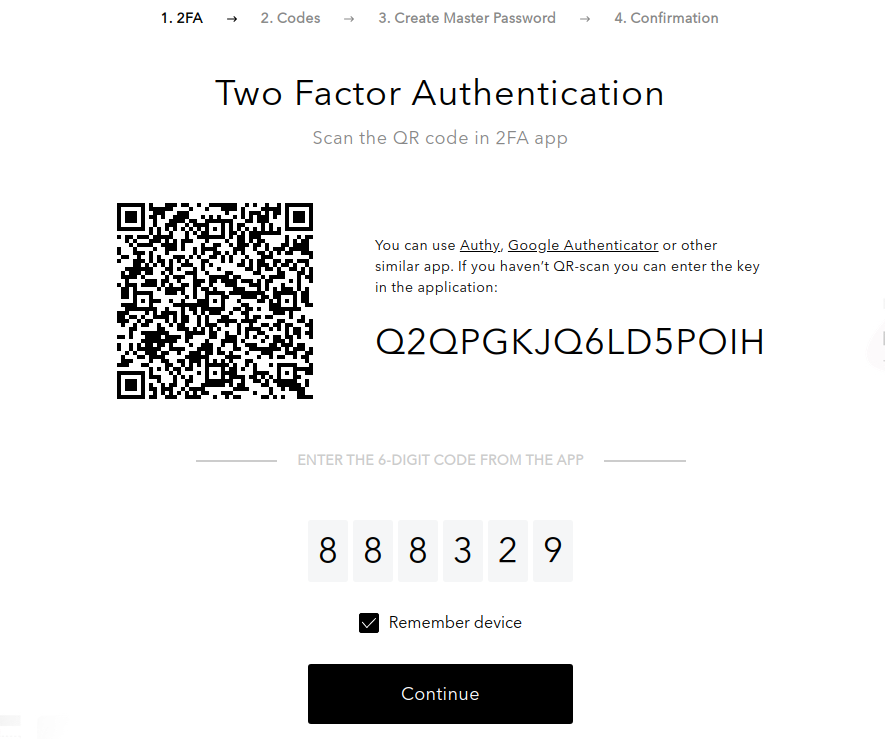 1. 2FA → 2. Codes → 3. Create Master Password → 4. Confirmation
Two Factor Authentication
Scan the QR code in 2FA app
You can use Authy, Google Authenticator or other
similar app. If you haven’t QR-scan you can enter the key
in the application:
Q2QPGKJQ6LD5POIH
ENTER THE 6-DIGIT CODE FROM THE APP
8 8 8 3 2 9
Remember device
Continue